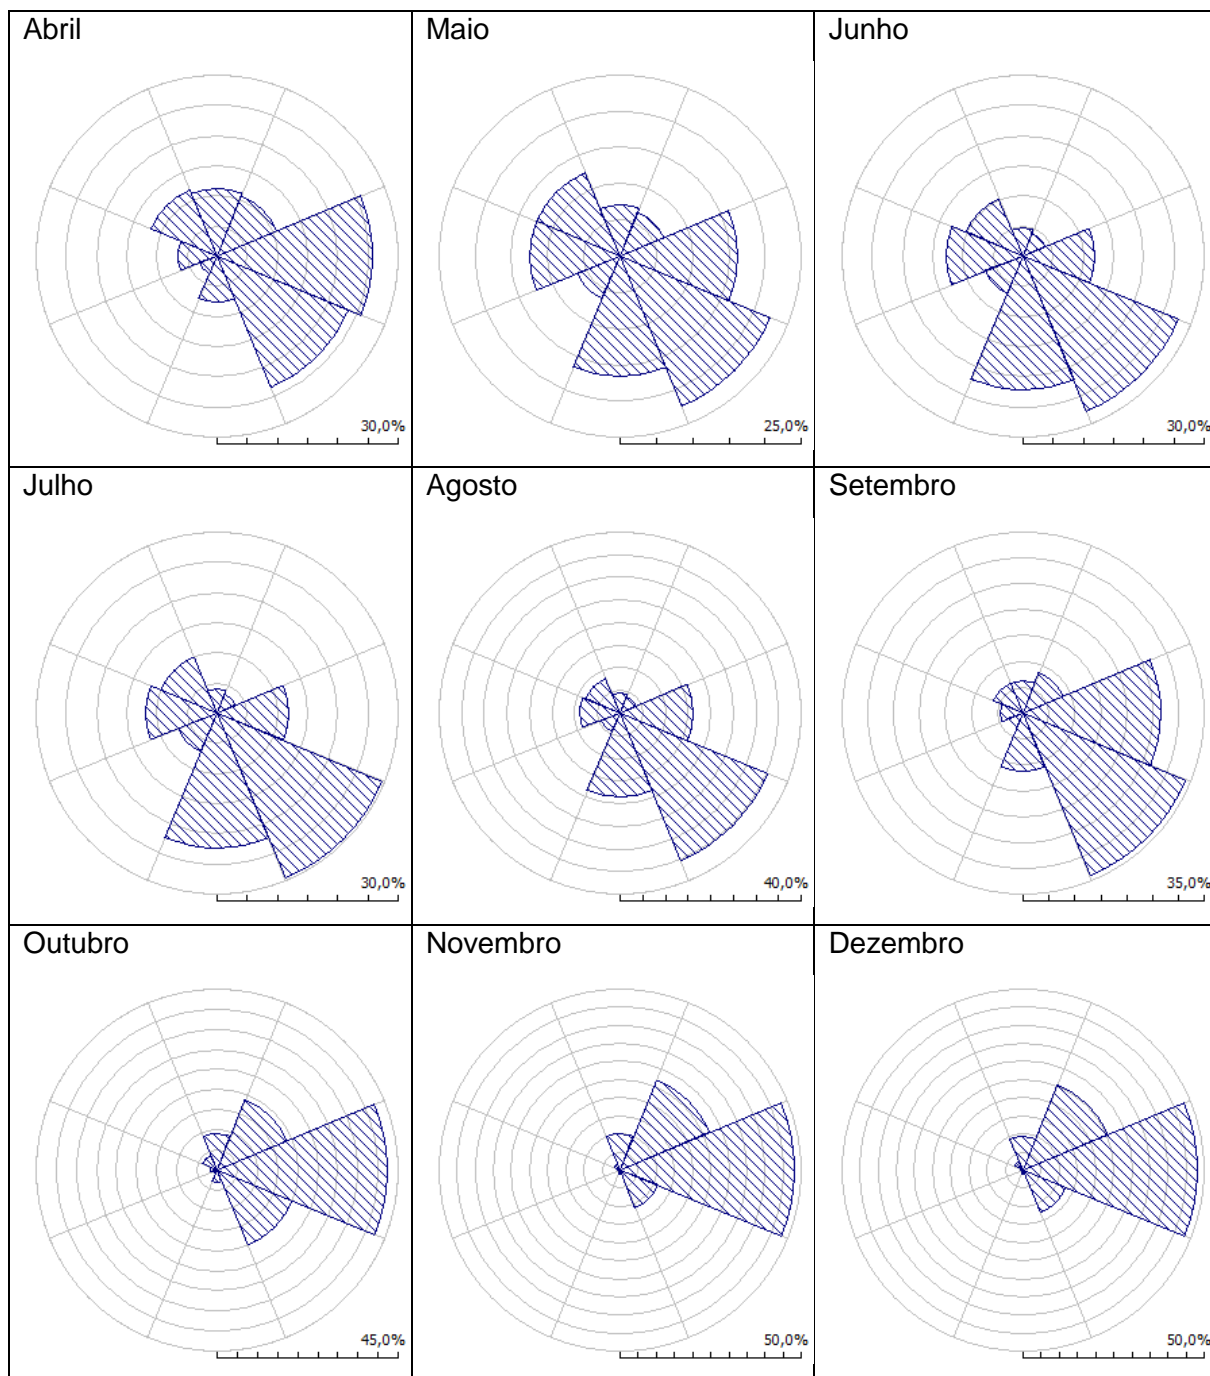 Abril
Maio
Junho
30,0%
25,0%
30,0%
Julho
Agosto
Setembro
30,0%
40,0%
35,0%
Outubro
Novembro
Dezembro
45,0%
50,0%
50,0%